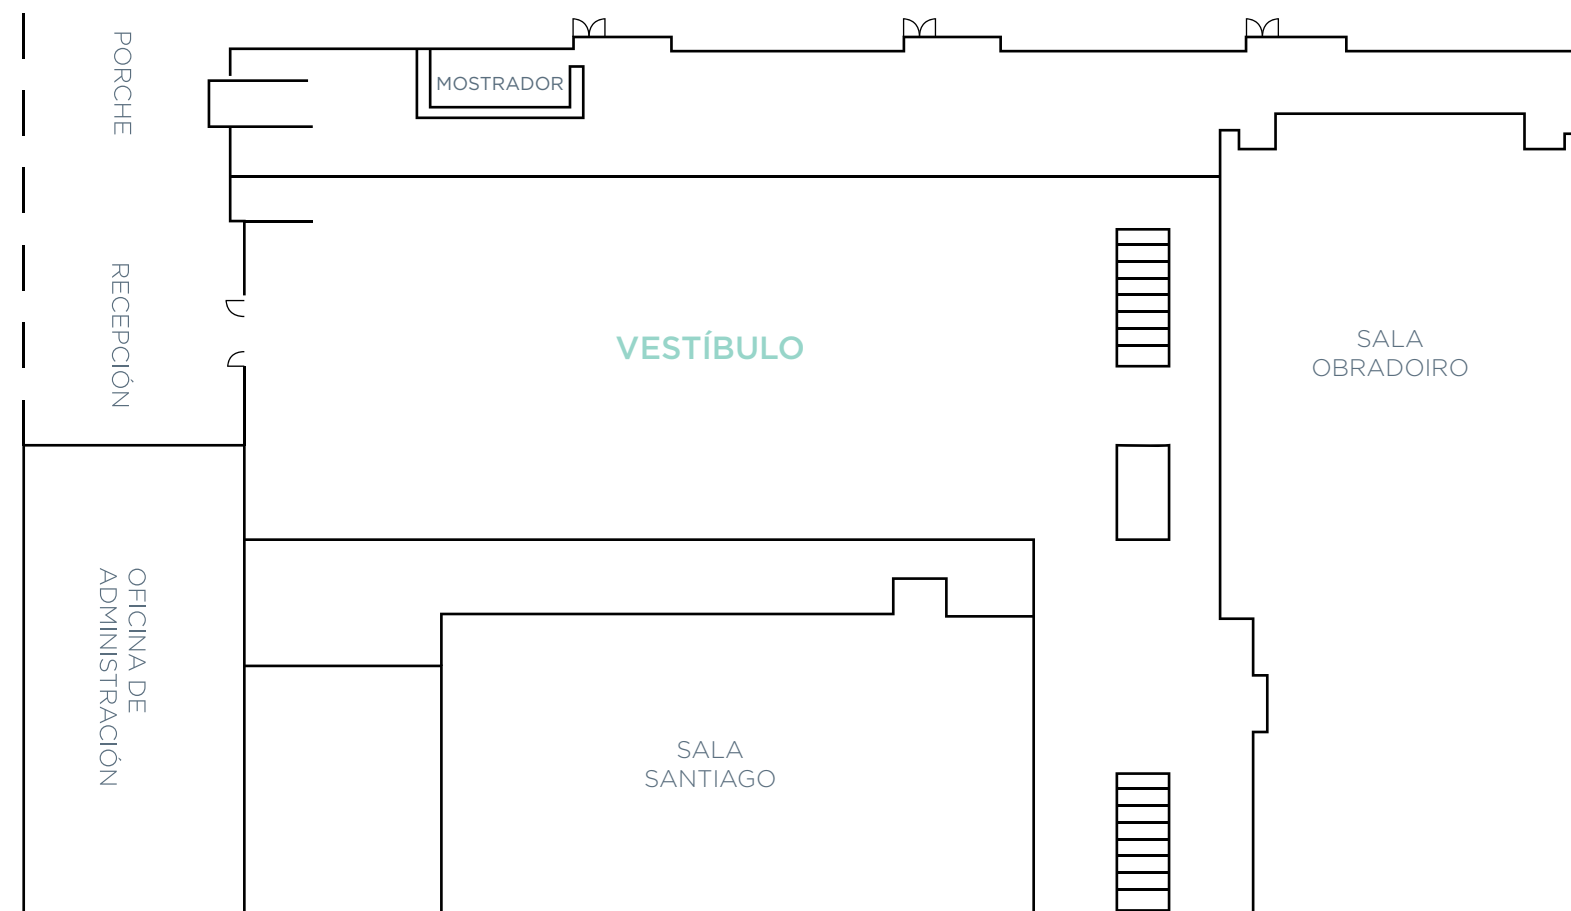 PORCHE
MOSTRADOR
RECEPCIÓN
VESTÍBULO
SALA
OBRADOIRO
OFICINA DE
ADMINISTRACIÓN
SALA
SANTIAGO